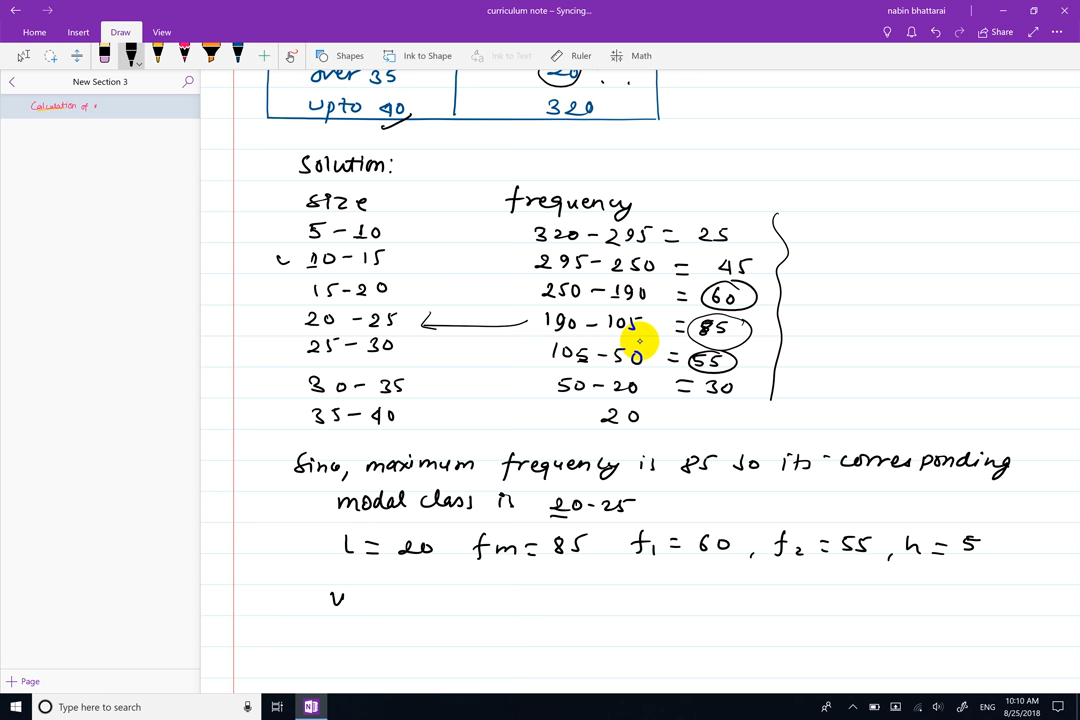 curriculum note – Syncing...
nabin bhattarai
Home Insert Draw View
Share
Shapes Ink to Shape Ink to Text Ruler Math
New Section 3
Calculation of
over 35 20
upto 40 320
Solution:
size frequency
5 - 10 320 - 295 = 25
10 - 15 295 - 250 = 45
15 - 20 250 - 190 = 60
20 - 25 190 - 105 = 85
25 - 30 105 - 50 = 55
30 - 35 50 - 20 = 30
35 - 40 20
Sinc, maximum frequency is 85 so its corresponding
modal class is 20-25
l = 20 fm = 85 f1 = 60, f2 = 55, h = 5
Page
Type here to search
ENG
10:10 AM
8/25/2018